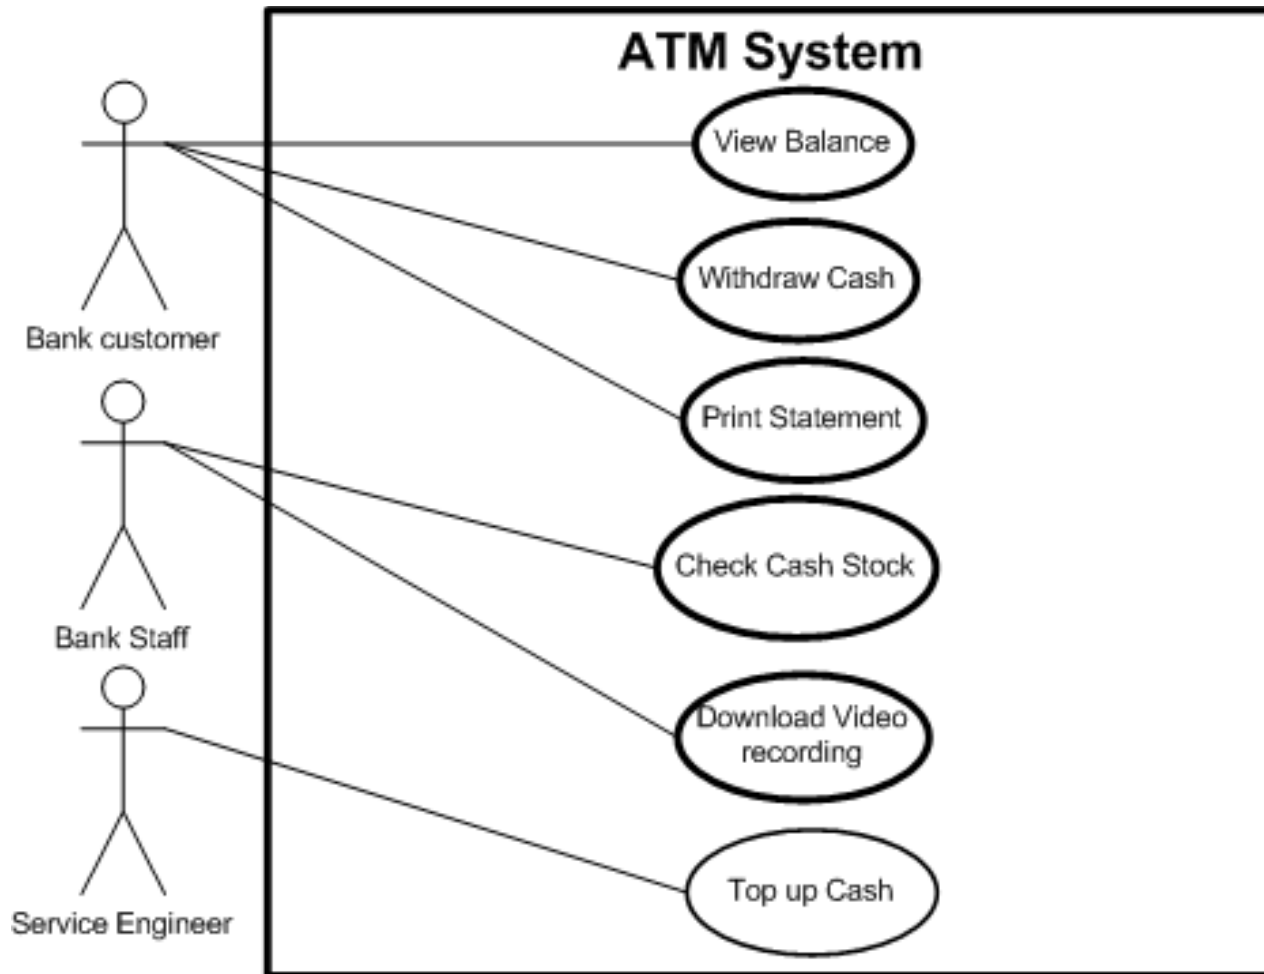 ATM System
View Balance
Withdraw Cash
Bank customer
Print Statement
Check Cash Stock
Bank Staff
Download Video
recording
Top up Cash
Service Engineer